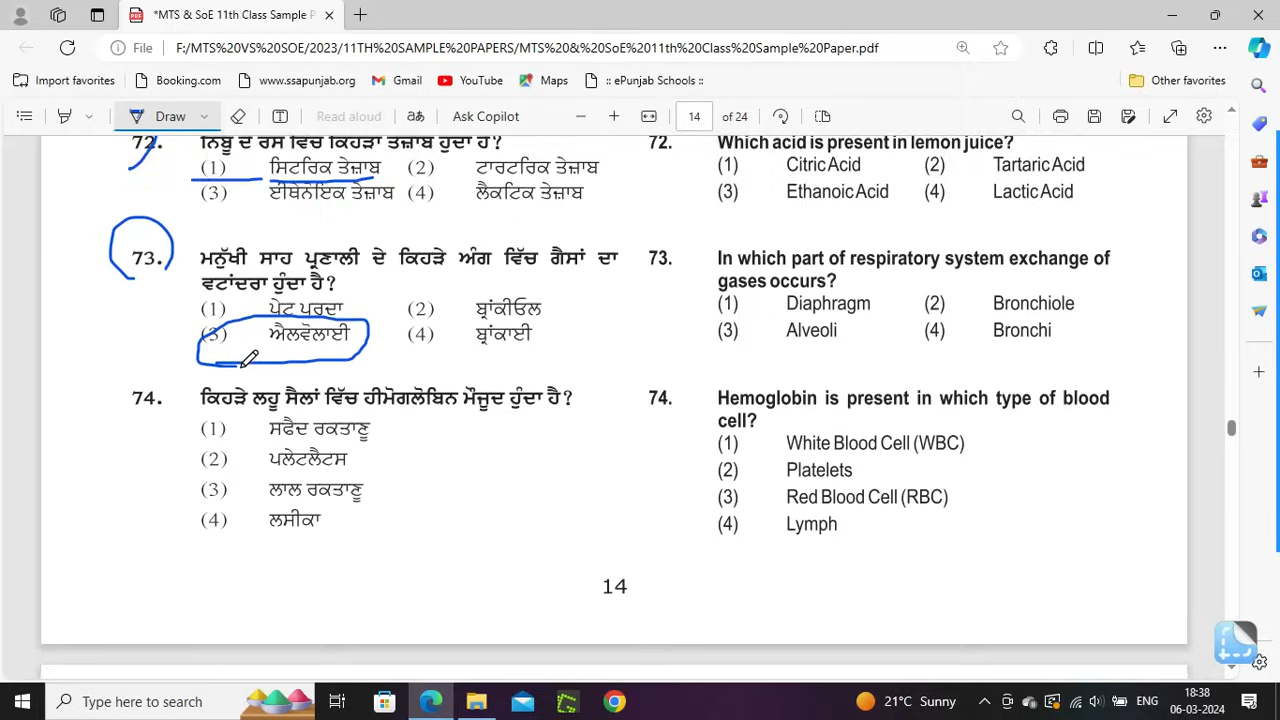 *MTS & SoE 11th Class Sample P
File F:/MTS%20VS%20SOE/2023/11TH%20SAMPLE%20PAPERS/MTS%20&%20SoE%2011th%20Class%20Sample%20Paper.pdf
Import favorites Booking.com www.ssapunjab.org Gmail YouTube Maps :: ePunjab Schools :: Other favorites
Draw Read aloud Ask Copilot 14 of 24
72. ਨਿੰਬੂ ਦੇ ਰਸ ਵਿੱਚ ਕਿਹੜਾ ਤੇਜ਼ਾਬ ਹੁੰਦਾ ਹੈ?
(1) ਸਿਟਰਿਕ ਤੇਜ਼ਾਬ (2) ਟਾਰਟਰਿਕ ਤੇਜ਼ਾਬ
(3) ਈਥੇਨੋਇਕ ਤੇਜ਼ਾਬ (4) ਲੈਕਟਿਕ ਤੇਜ਼ਾਬ
73. ਮਨੁੱਖੀ ਸਾਹ ਪ੍ਰਣਾਲੀ ਦੇ ਕਿਹੜੇ ਅੰਗ ਵਿੱਚ ਗੈਸਾਂ ਦਾ
ਵਟਾਂਦਰਾ ਹੁੰਦਾ ਹੈ?
(1) ਪੇਟ ਪਰਦਾ (2) ਬ੍ਰਾਂਕੀਓਲ
(3) ਐਲਵੋਲਾਈ (4) ਬ੍ਰਾਂਕਾਈ
74. ਕਿਹੜੇ ਲਹੂ ਸੈਲਾਂ ਵਿੱਚ ਹੀਮੋਗਲੋਬਿਨ ਮੌਜੂਦ ਹੁੰਦਾ ਹੈ?
(1) ਸਫੈਦ ਰਕਤਾਣੂ
(2) ਪਲੇਟਲੈਟਸ
(3) ਲਾਲ ਰਕਤਾਣੂ
(4) ਲਸੀਕਾ
72. Which acid is present in lemon juice?
(1) Citric Acid (2) Tartaric Acid
(3) Ethanoic Acid (4) Lactic Acid
73. In which part of respiratory system exchange of
gases occurs?
(1) Diaphragm (2) Bronchiole
(3) Alveoli (4) Bronchi
74. Hemoglobin is present in which type of blood
cell?
(1) White Blood Cell (WBC)
(2) Platelets
(3) Red Blood Cell (RBC)
(4) Lymph
14
Type here to search 21°C Sunny ENG 18:38
06-03-2024